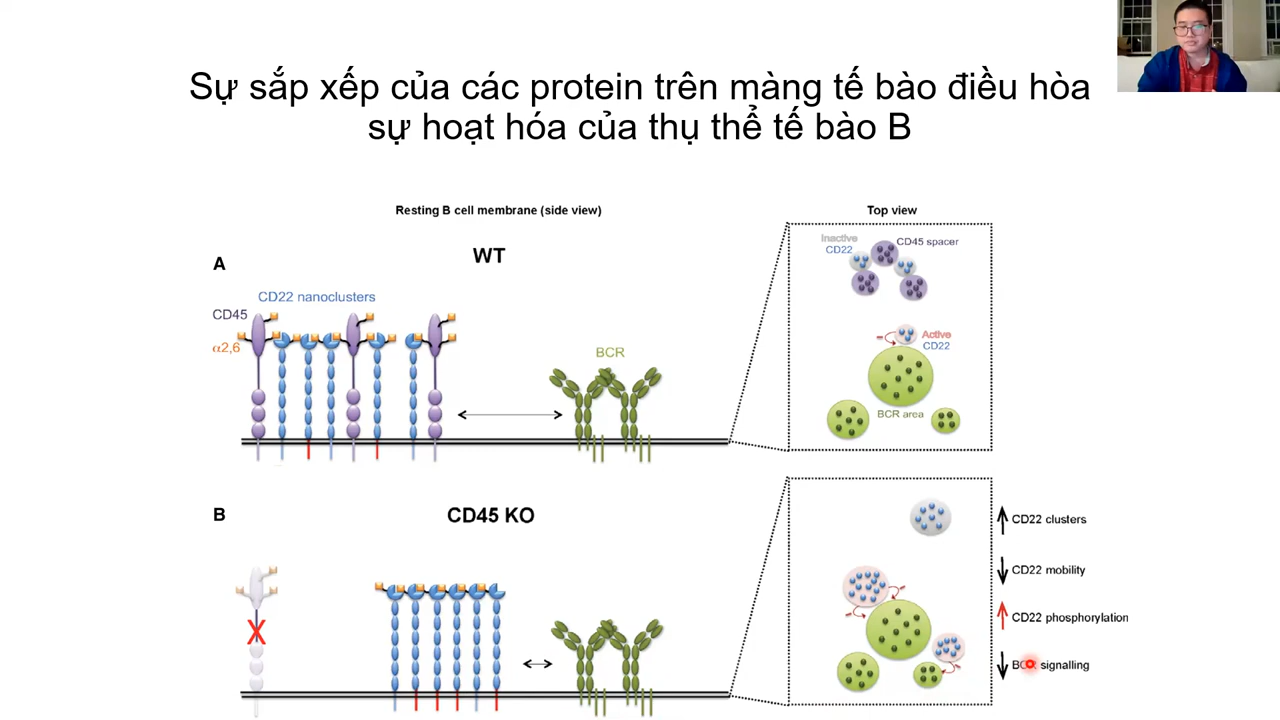 Sự sắp xếp của các protein trên màng tế bào điều hòa
sự hoạt hóa của thụ thể tế bào B
Resting B cell membrane (side view)
Top view
A
WT
CD22 nanoclusters
CD45
α2,6
BCR
Inactive
CD22
CD45 spacer
Active
CD22
BCR area
B
CD45 KO
X
CD22 clusters
CD22 mobility
CD22 phosphorylation
signalling